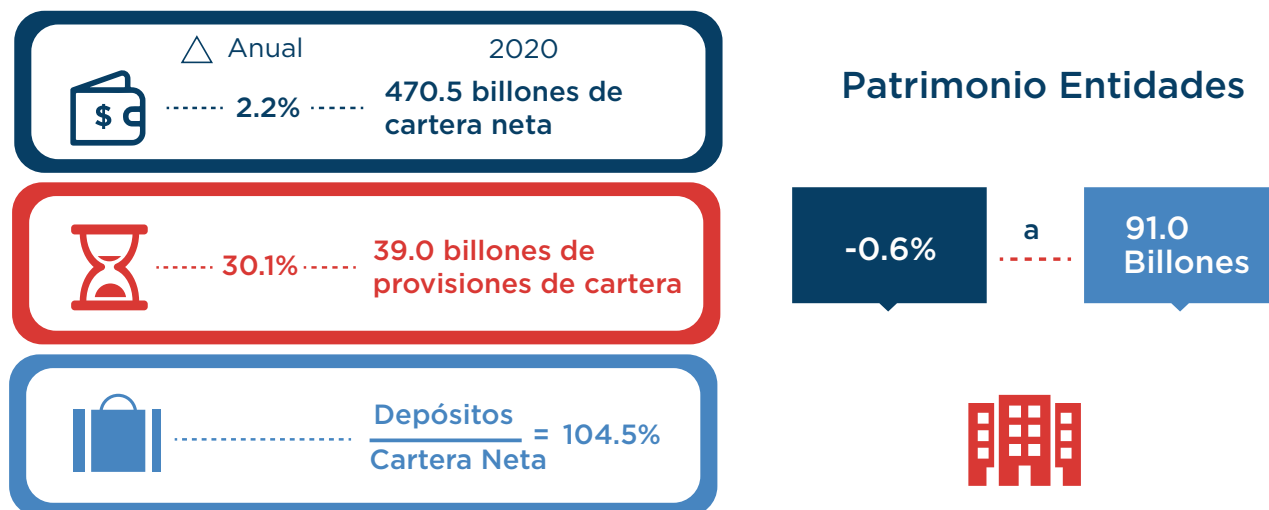 △ Anual 2020
$
2.2%
470.5 billones de
cartera neta
30.1%
39.0 billones de
provisiones de cartera
Depósitos
Cartera Neta
= 104.5%
Patrimonio Entidades
-0.6%
a
91.0
Billones